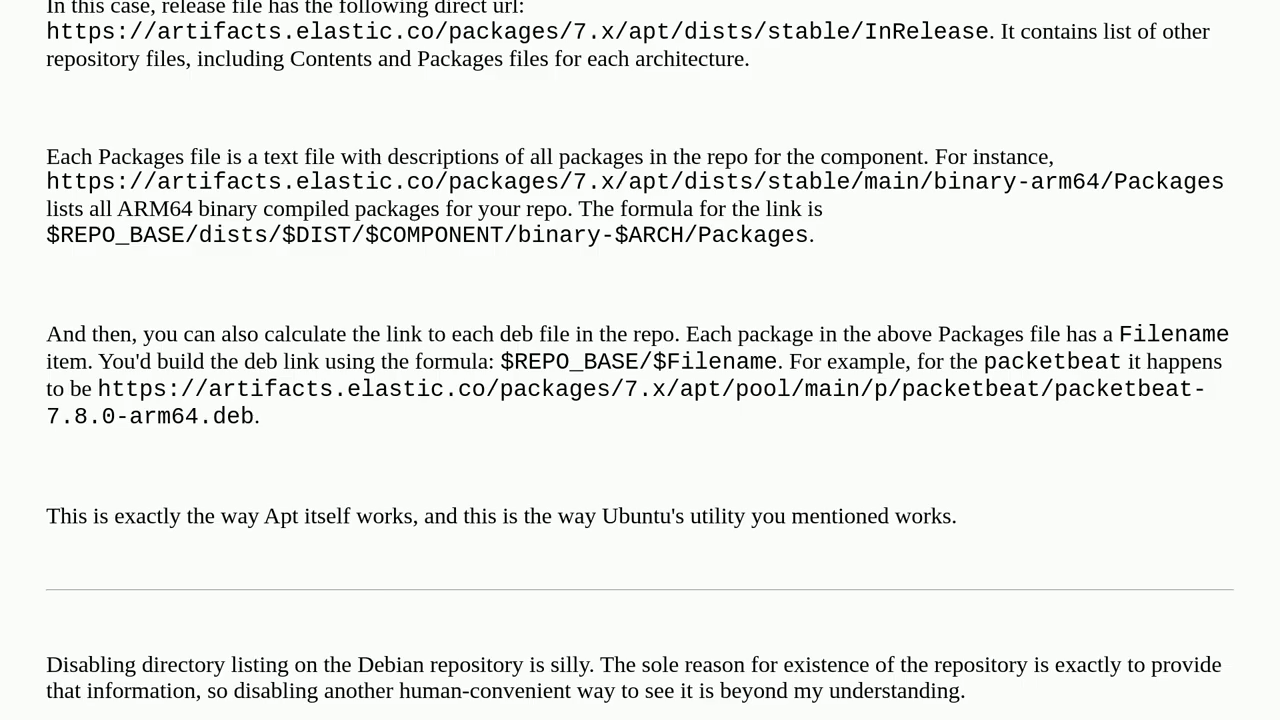 In this case, release file has the following direct url:
https://artifacts.elastic.co/packages/7.x/apt/dists/stable/InRelease. It contains list of other
repository files, including Contents and Packages files for each architecture.
Each Packages file is a text file with descriptions of all packages in the repo for the component. For instance,
https://artifacts.elastic.co/packages/7.x/apt/dists/stable/main/binary-arm64/Packages
lists all ARM64 binary compiled packages for your repo. The formula for the link is
$REPO_BASE/dists/$DIST/$COMPONENT/binary-$ARCH/Packages.
And then, you can also calculate the link to each deb file in the repo. Each package in the above Packages file has a Filename
item. You'd build the deb link using the formula: $REPO_BASE/$Filename. For example, for the packetbeat it happens
to be https://artifacts.elastic.co/packages/7.x/apt/pool/main/p/packetbeat/packetbeat-
7.8.0-arm64.deb.
This is exactly the way Apt itself works, and this is the way Ubuntu's utility you mentioned works.
Disabling directory listing on the Debian repository is silly. The sole reason for existence of the repository is exactly to provide
that information, so disabling another human-convenient way to see it is beyond my understanding.